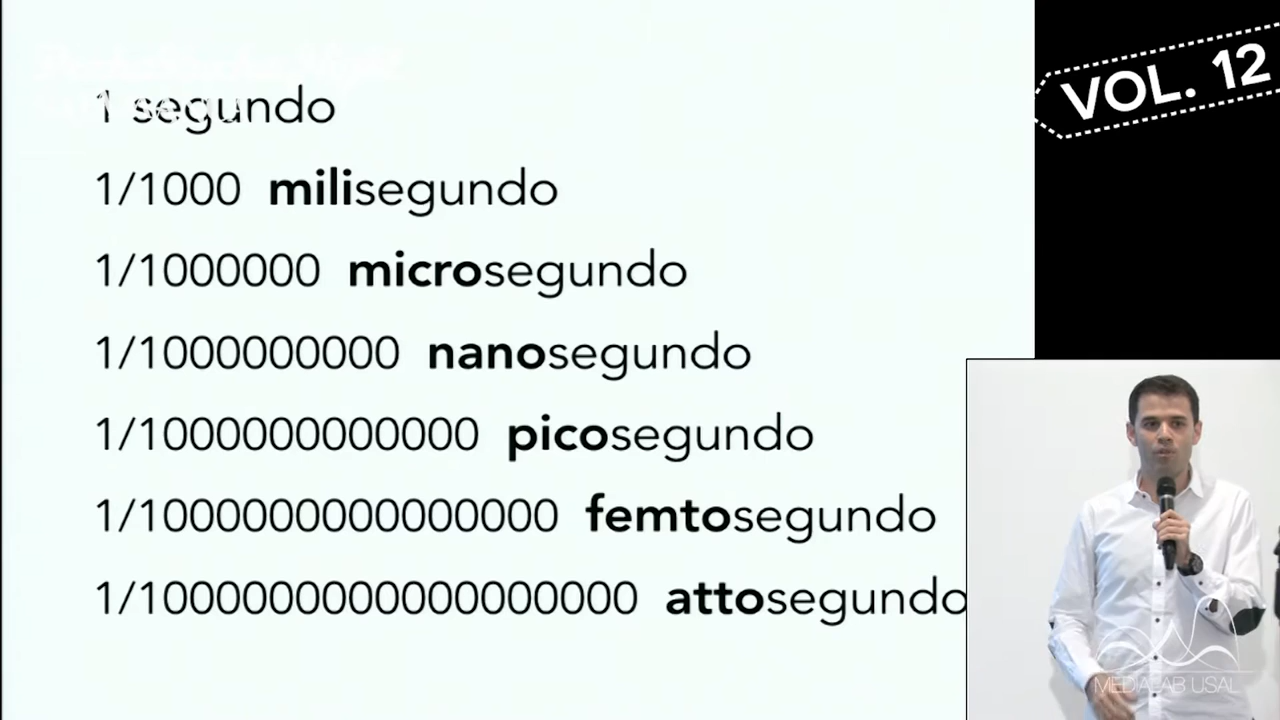 1 segundo
1/1000 milisegundo
1/1000000 microsegundo
1/1000000000 nanosegundo
1/1000000000000 picosegundo
1/1000000000000000 femtosegundo
1/1000000000000000000 attosegundo
VOL. 12
MEDIALAB USAL